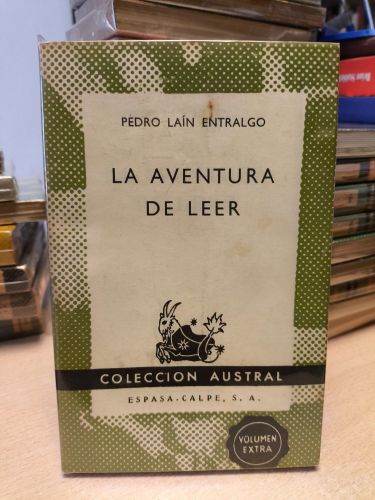 PEDRO LAÍN ENTRALGO
LA AVENTURA
DE LEER
COLECCION AUSTRAL
ESPASA-CALPE, S. A.
VOLUMEN
EXTRA